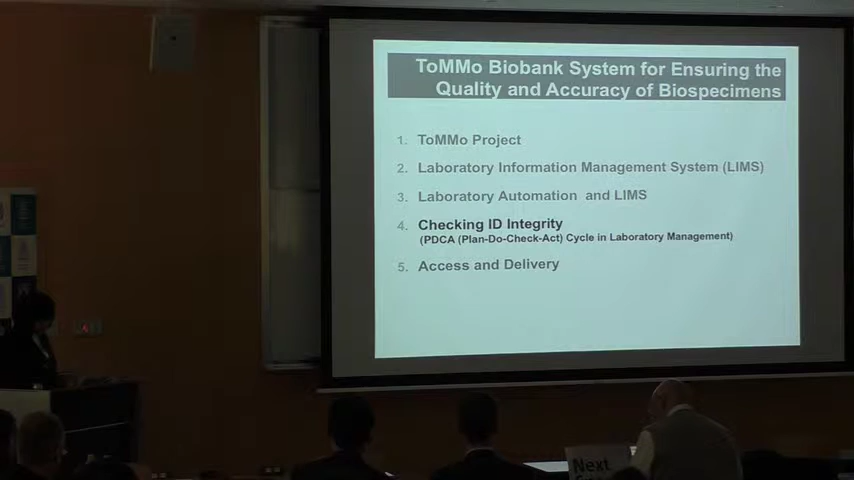 ToMMo Biobank System for Ensuring the
Quality and Accuracy of Biospecimens
1. ToMMo Project
2. Laboratory Information Management System (LIMS)
3. Laboratory Automation and LIMS
4. Checking ID Integrity
(PDCA (Plan-Do-Check-Act) Cycle in Laboratory Management)
5. Access and Delivery
Next